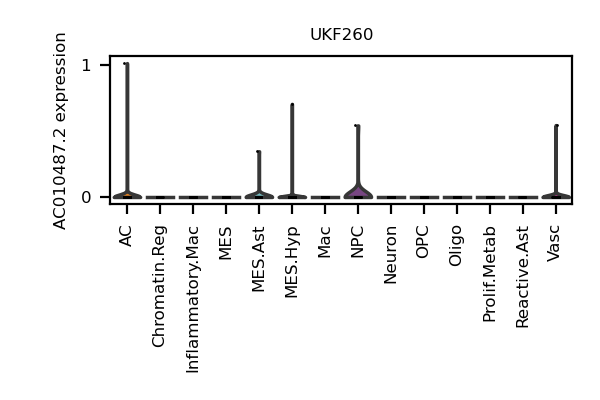 UKF260
AC010487.2 expression
1
0
AC
Chromatin.Reg
Inflammatory.Mac
MES
MES.Ast
MES.Hyp
Mac
NPC
Neuron
OPC
Oligo
Prolif.Metab
Reactive.Ast
Vasc